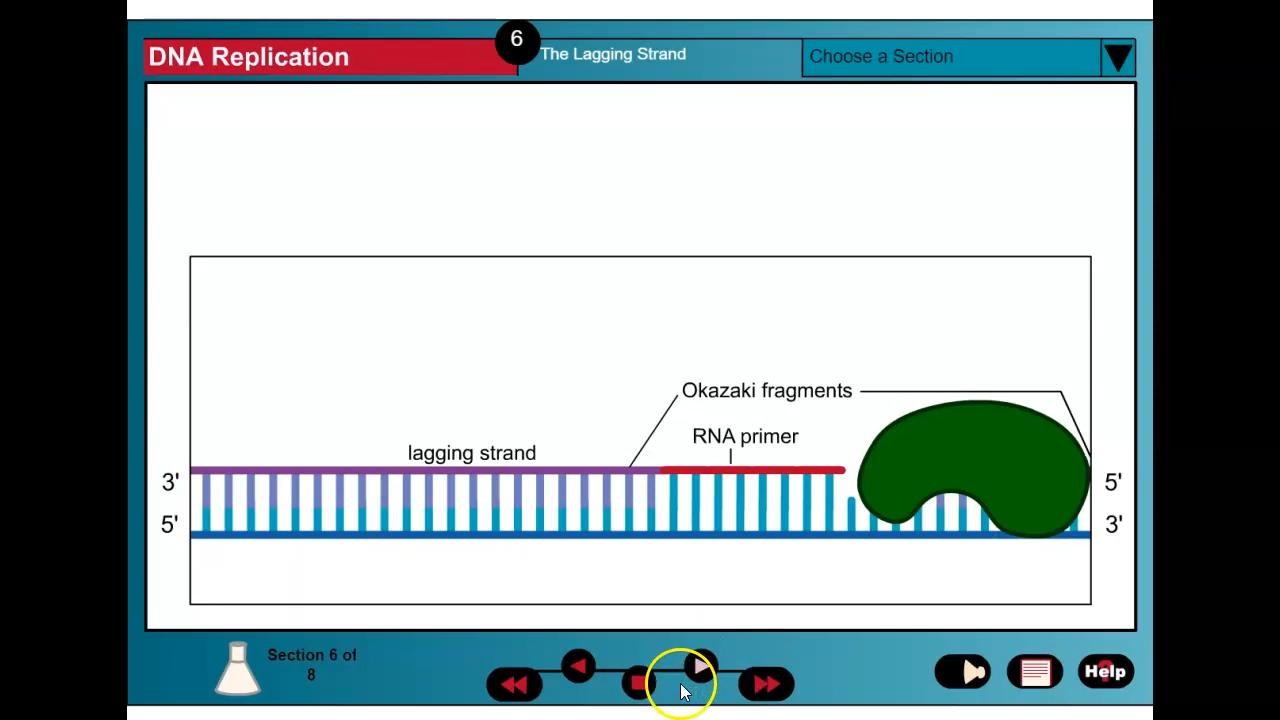 DNA Replication
6
The Lagging Strand
Choose a Section
Okazaki fragments
RNA primer
lagging strand
3'
5'
5'
3'
Section 6 of
8
Help